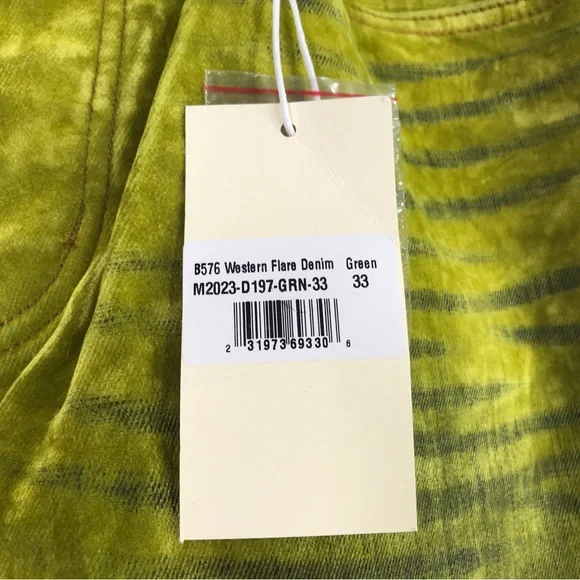 B576 Western Flare Denim Green
M2023-D197-GRN-33 33
2 31973 69330 6